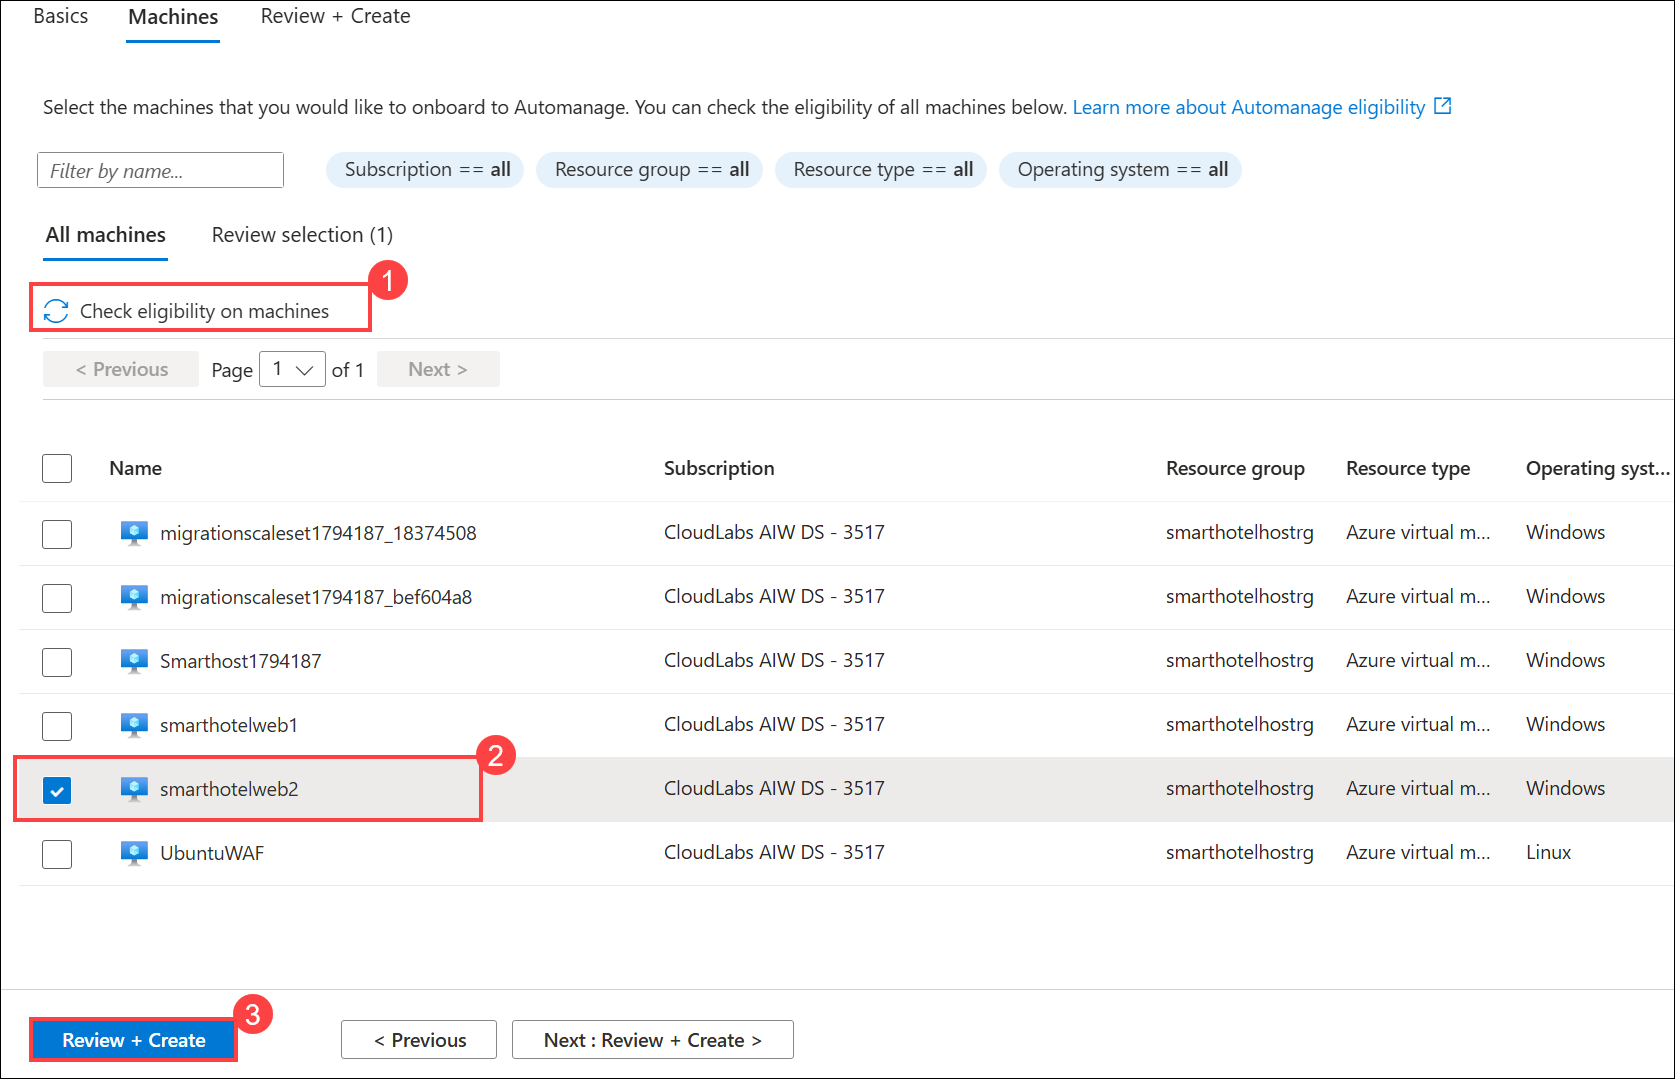 Basics Machines Review + Create
Select the machines that you would like to onboard to Automanage. You can check the eligibility of all machines below. Learn more about Automanage eligibility
Filter by name... Subscription == all Resource group == all Resource type == all Operating system == all
All machines Review selection (1)
1
Check eligibility on machines
< Previous Page 1 of 1 Next >
Name Subscription Resource group Resource type Operating syst...
migrationscaleset1794187_18374508 CloudLabs AIW DS - 3517 smarthotelhostrg Azure virtual m... Windows
migrationscaleset1794187_bef604a8 CloudLabs AIW DS - 3517 smarthotelhostrg Azure virtual m... Windows
Smarthost1794187 CloudLabs AIW DS - 3517 smarthotelhostrg Azure virtual m... Windows
smarthotelweb1 CloudLabs AIW DS - 3517 smarthotelhostrg Azure virtual m... Windows
2
smarthotelweb2 CloudLabs AIW DS - 3517 smarthotelhostrg Azure virtual m... Windows
UbuntuWAF CloudLabs AIW DS - 3517 smarthotelhostrg Azure virtual m... Linux
3
Review + Create < Previous Next : Review + Create >